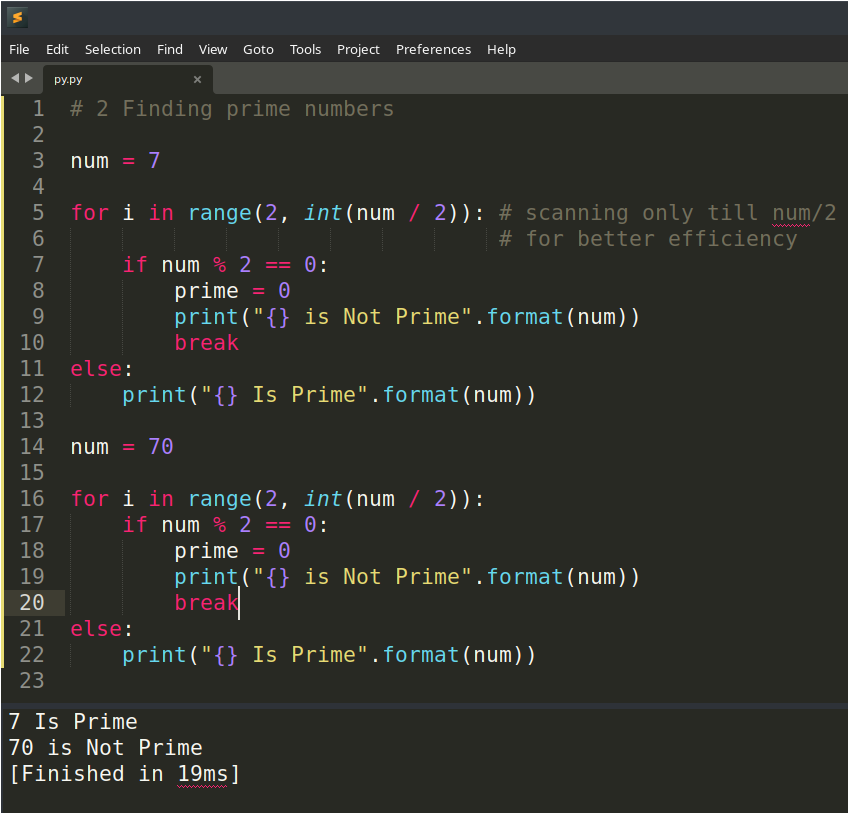 File Edit Selection Find View Goto Tools Project Preferences Help
py.py ×
1 # 2 Finding prime numbers
2
3 num = 7
4
5 for i in range(2, int(num / 2)): # scanning only till num/2
6                                  # for better efficiency
7     if num % 2 == 0:
8         prime = 0
9         print("{} is Not Prime".format(num))
10         break
11 else:
12     print("{} Is Prime".format(num))
13
14 num = 70
15
16 for i in range(2, int(num / 2)):
17     if num % 2 == 0:
18         prime = 0
19         print("{} is Not Prime".format(num))
20         break
21 else:
22     print("{} Is Prime".format(num))
23
7 Is Prime
70 is Not Prime
[Finished in 19ms]